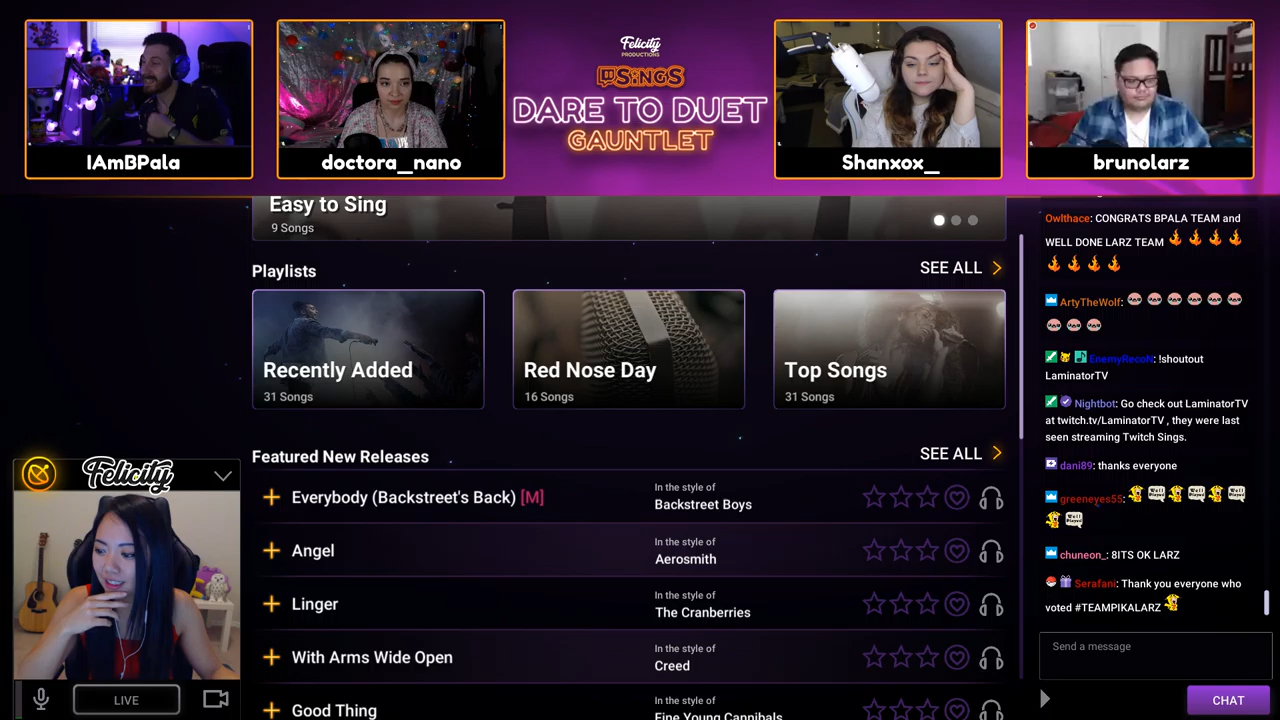 IAmBPala
doctora__nano
Felicity
PRODUCTIONS
SINGS
DARE TO DUET
GAUNTLET
Shanxox_
brunolarz
Easy to Sing
9 Songs
Playlists
SEE ALL
Recently Added
31 Songs
Red Nose Day
16 Songs
Top Songs
31 Songs
Featured New Releases
SEE ALL
Everybody (Backstreet's Back) [M]
In the style of
Backstreet Boys
Angel
In the style of
Aerosmith
Linger
In the style of
The Cranberries
With Arms Wide Open
In the style of
Creed
Good Thing
Fine Young Cannibals
Felicity
LIVE
Owlthace: CONGRATS BPALA TEAM and
WELL DONE LARZ TEAM
ArtyTheWolf:
EnemyRecoN: !shoutout
LaminatorTV
Nightbot: Go check out LaminatorTV
at twitch.tv/LaminatorTV , they were last
seen streaming Twitch Sings.
dani89: thanks everyone
greeneyes55:
chuneon_: 8ITS OK LARZ
Serafani: Thank you everyone who
voted #TEAMPIKALARZ
Send a message
CHAT